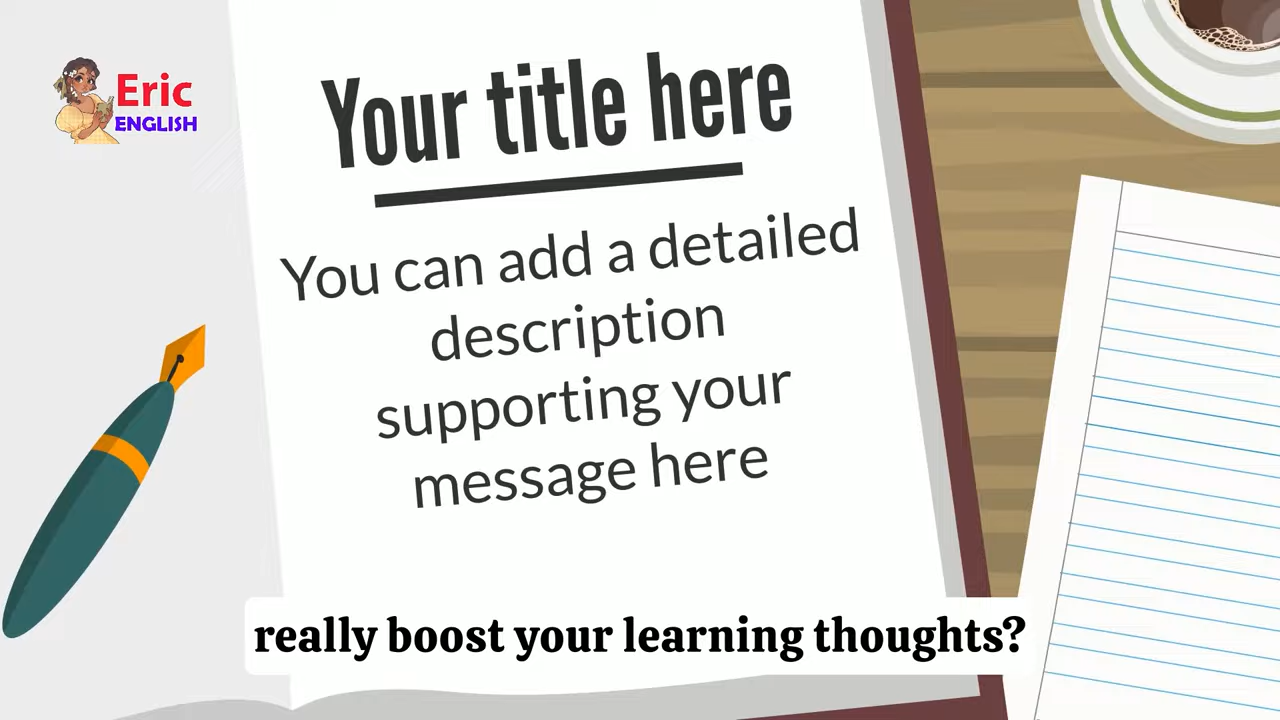 Eric
ENGLISH
Your title here
You can add a detailed
description
supporting your
message here
really boost your learning thoughts?